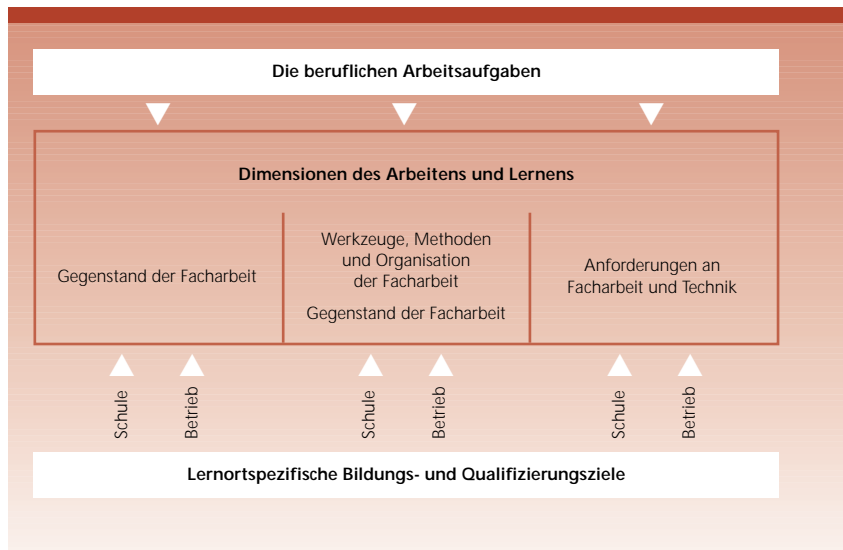 Die beruflichen Arbeitsaufgaben
Dimensionen des Arbeitens und Lernens
Gegenstand der Facharbeit
Werkzeuge, Methoden
und Organisation
der Facharbeit
Gegenstand der Facharbeit
Anforderungen an
Facharbeit und Technik
Schule
Betrieb
Schule
Betrieb
Schule
Betrieb
Lernortspezifische Bildungs- und Qualifizierungsziele